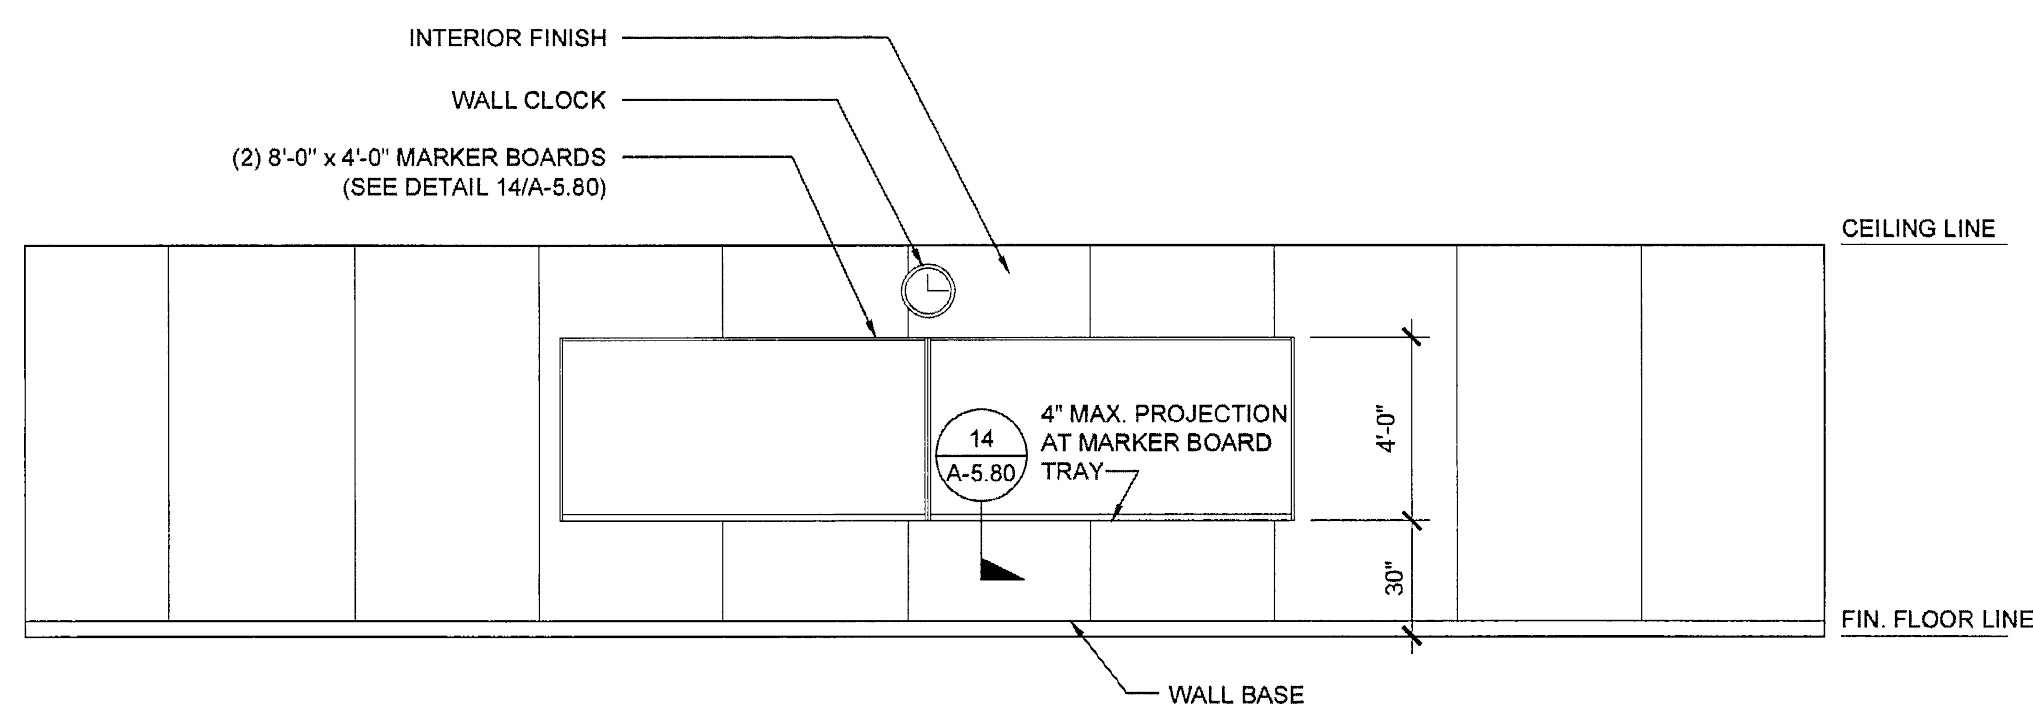 INTERIOR FINISH
WALL CLOCK
(2) 8'-0" x 4'-0" MARKER BOARDS
(SEE DETAIL 14/A-5.80)
CEILING LINE
4" MAX. PROJECTION
AT MARKER BOARD
TRAY
14
A-5.80
4'-0"
30"
FIN. FLOOR LINE
WALL BASE